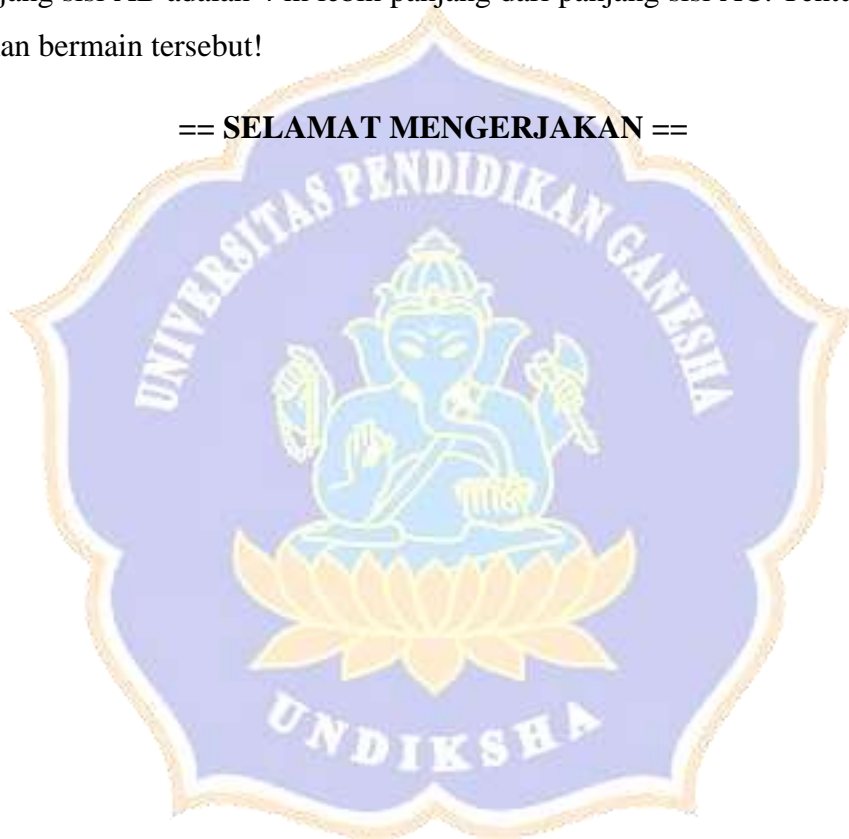 an bermain tersebut!
== SELAMAT MENGERJAKAN ==
UNIVERSITAS PENDIDIKAN GANESHA
UNDIKSHA